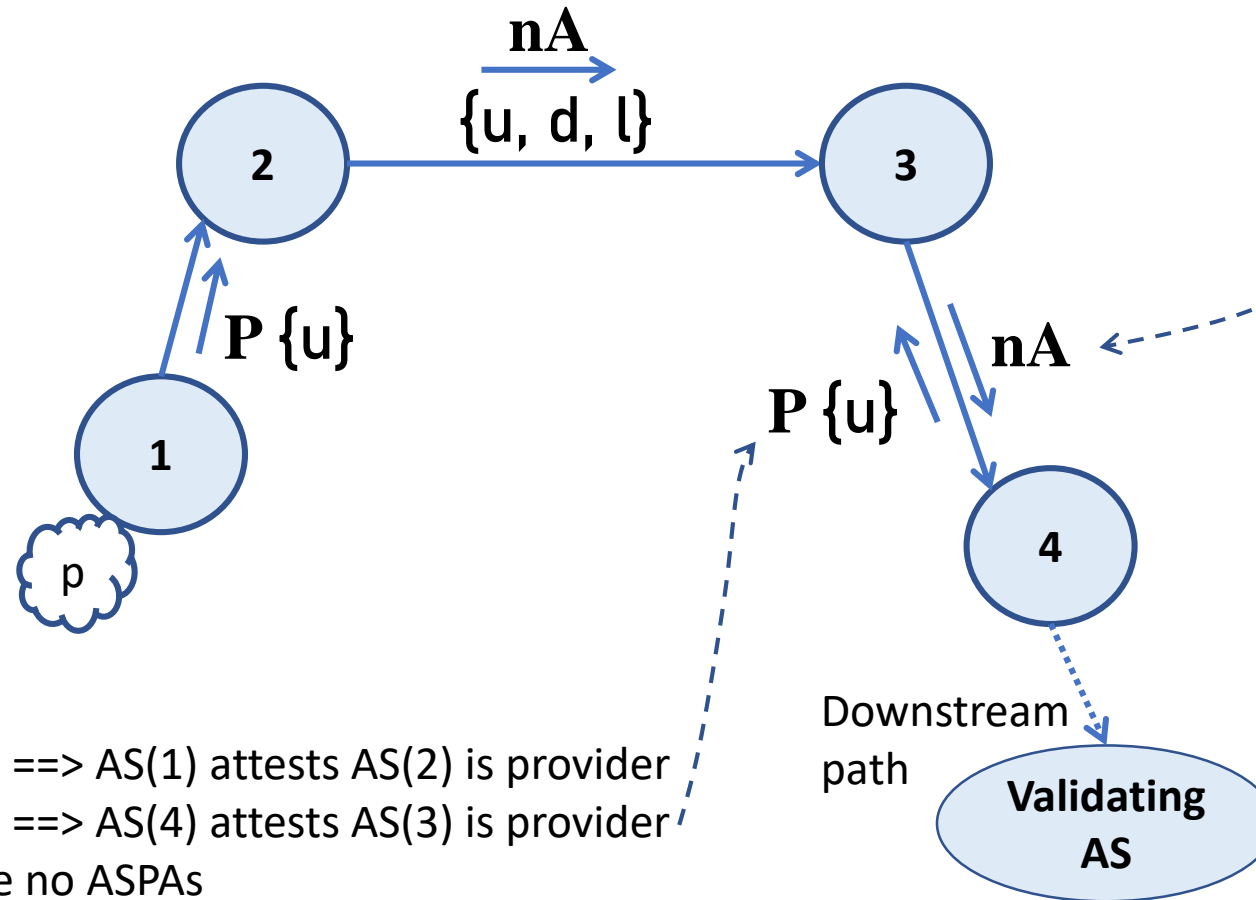 nA
{u, d, l}
2
3
P {u}
nA
P {u}
1
4
p
Downstream
path
==> AS(1) attests AS(2) is provider
==> AS(4) attests AS(3) is provider
e no ASPAs
Validating
AS